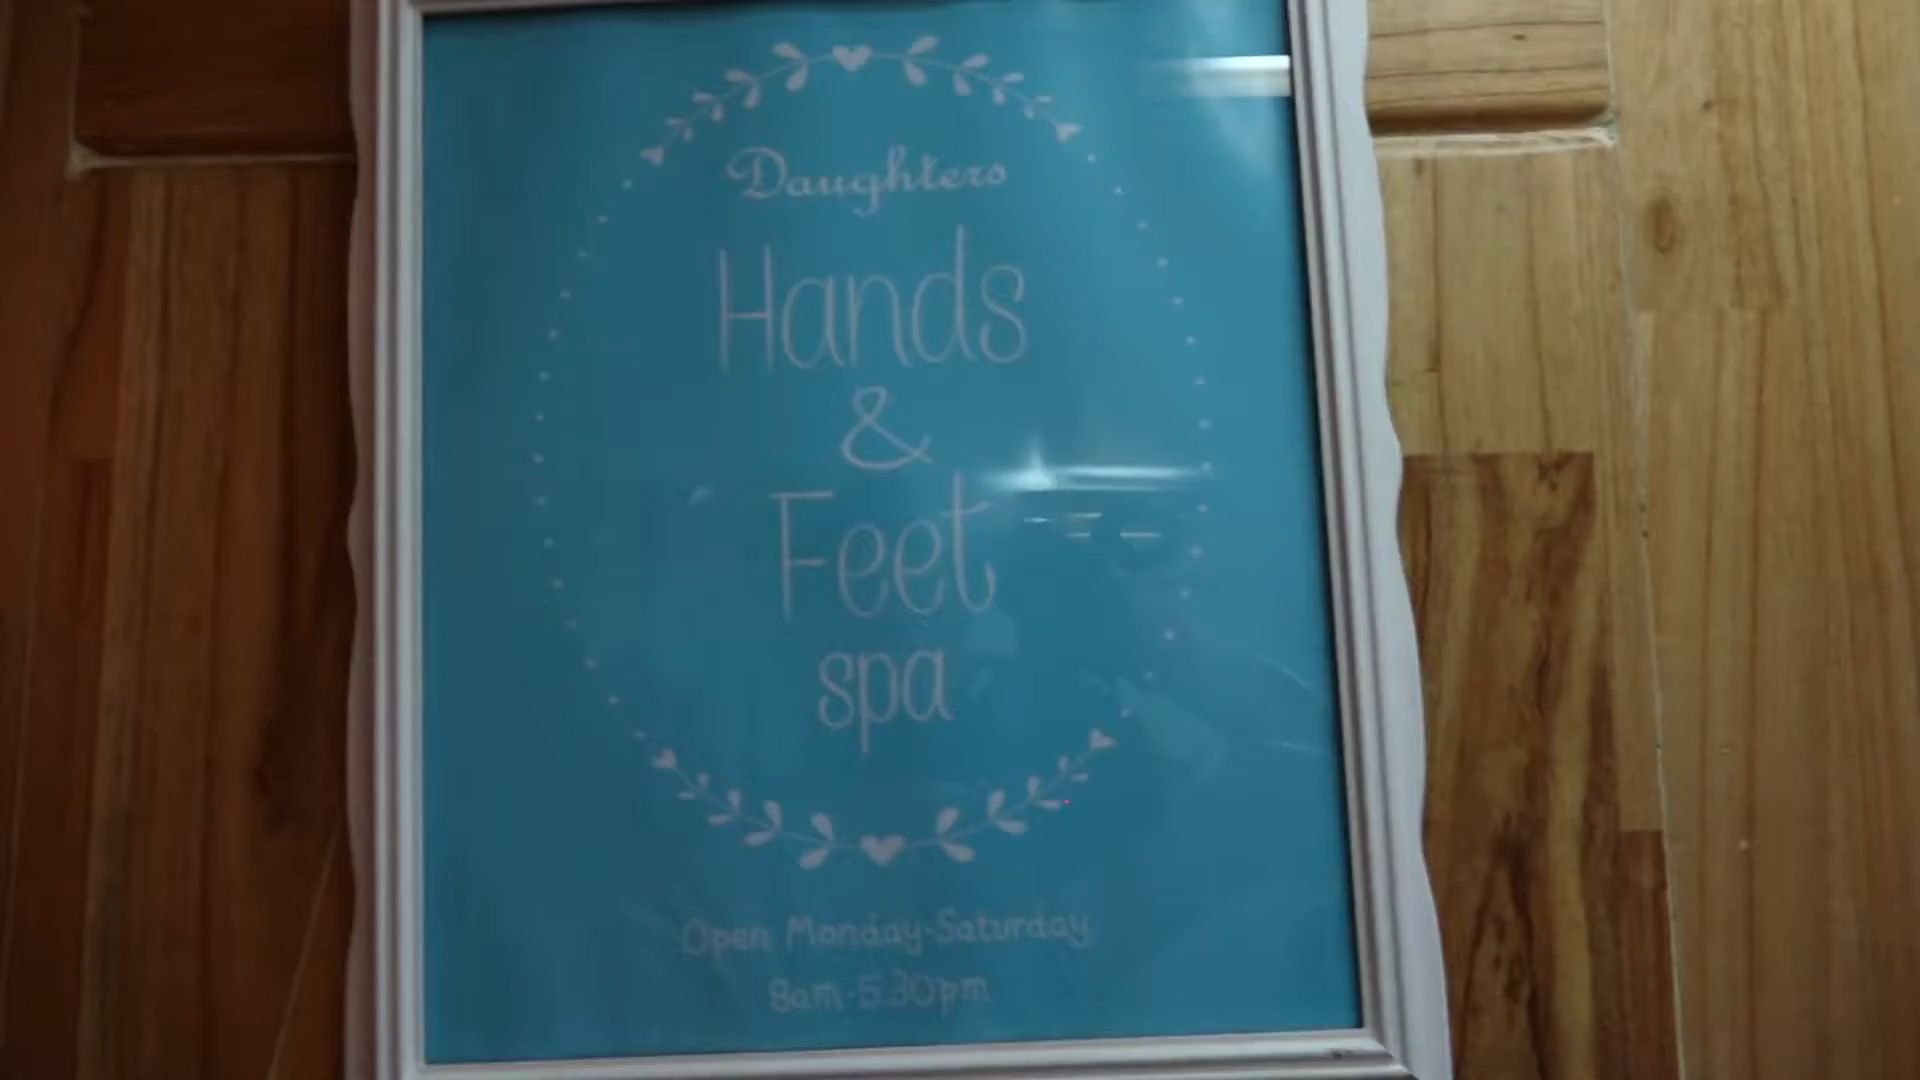 Daughters
Hands
&
Feet
spa
Open Monday-Saturday
8am-5.30pm